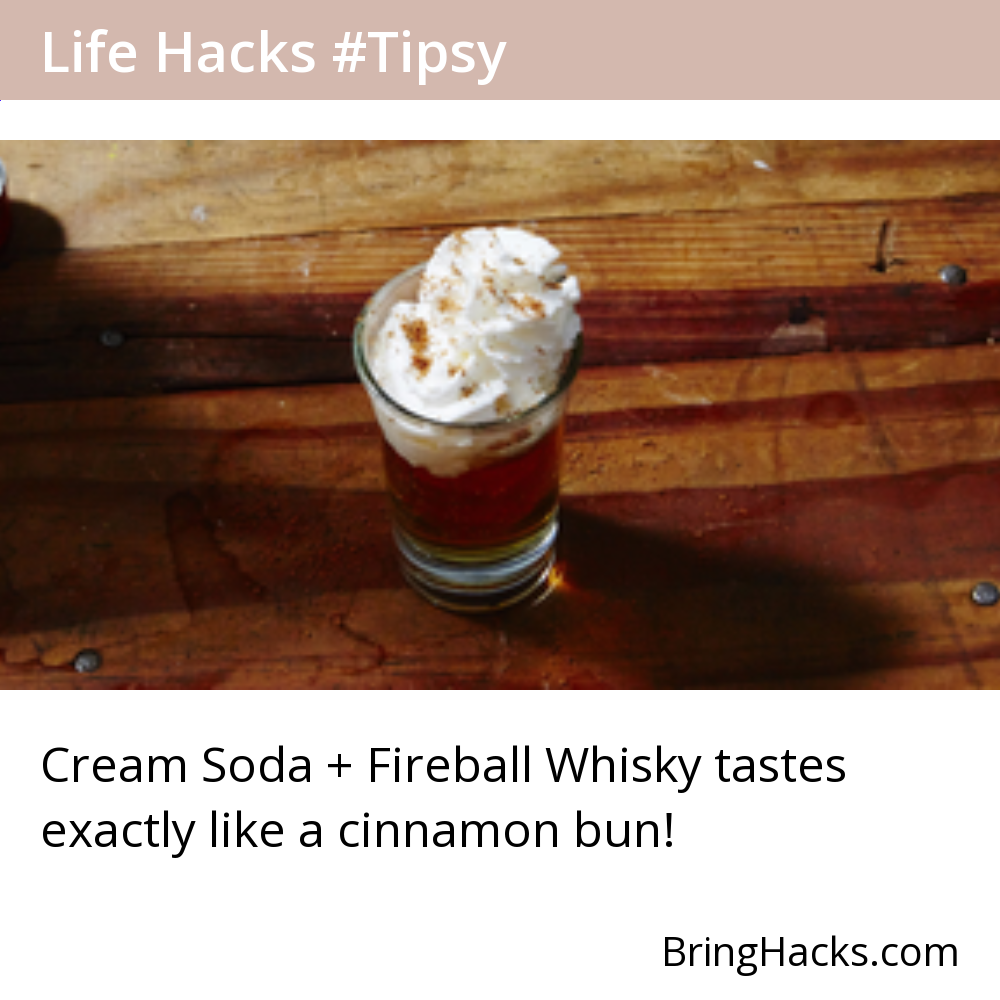 Life Hacks #Tipsy
Cream Soda + Fireball Whisky tastes
exactly like a cinnamon bun!
BringHacks.com